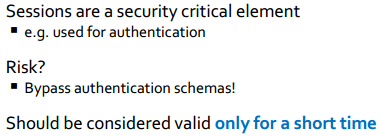 Sessions are a security critical element
▪ e.g. used for authentication
Risk?
▪ Bypass authentication schemas!
Should be considered valid only for a short time